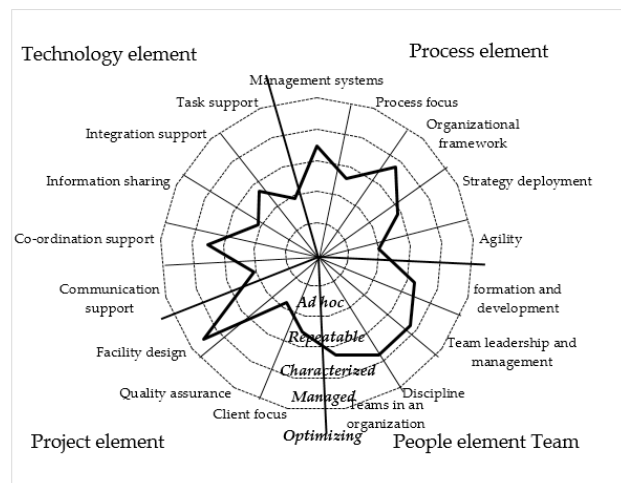 Technology element
Process element
Management systems
Task support
Process focus
Integration support
Organizational
framework
Information sharing
Strategy deployment
Co-ordination support
Agility
Communication
support
formation and
development
Ad hoc
Repeatable
Facility design
Team leadership and
management
Characterized
Quality assurance
Managed
Discipline
Client focus
Teams in an
organization
Optimizing
Project element
People element Team